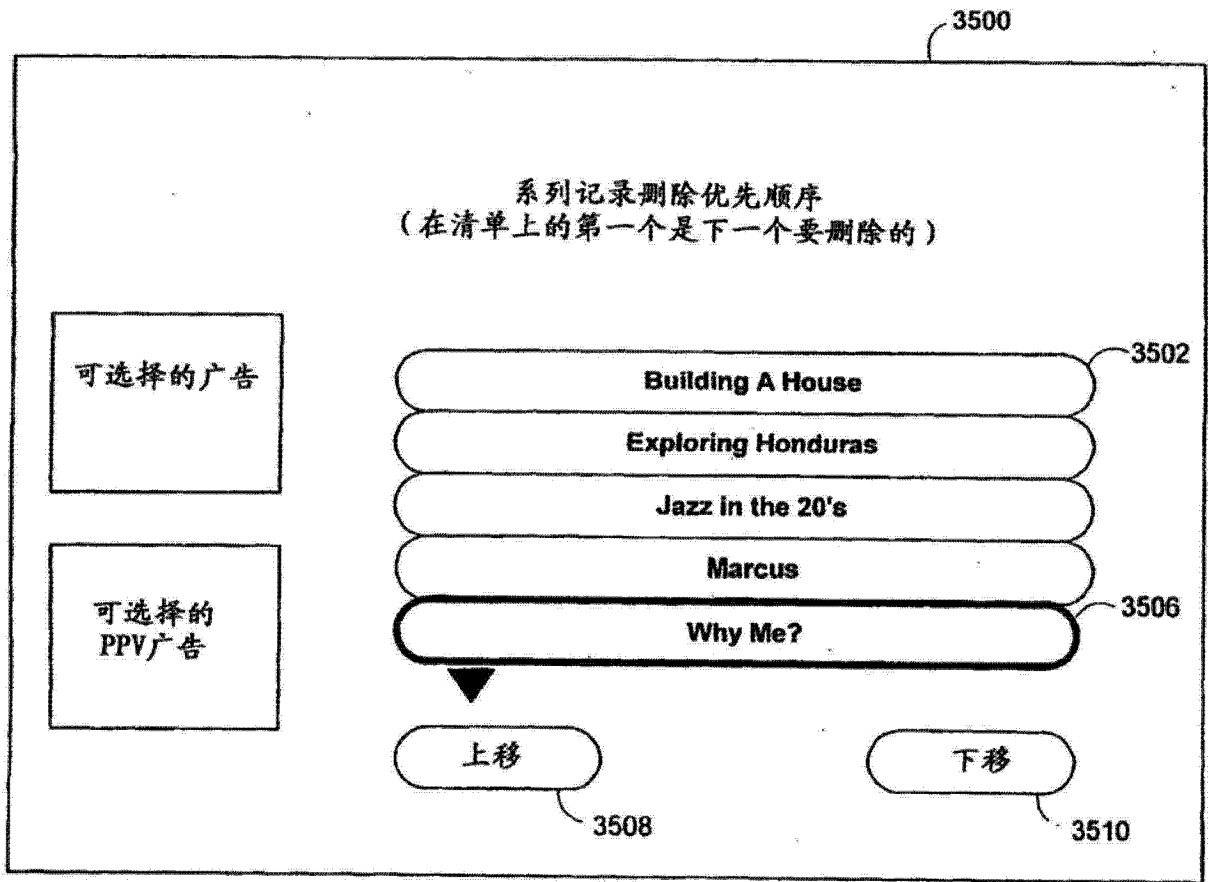 3500
系列记录删除优先顺序
(在清单上的第一个是下一个要删除的)
可选择的广告
3502
Building A House
Exploring Honduras
Jazz in the 20's
Marcus
可选择的
PPV广告
3506
Why Me?
上移
下移
3508
3510